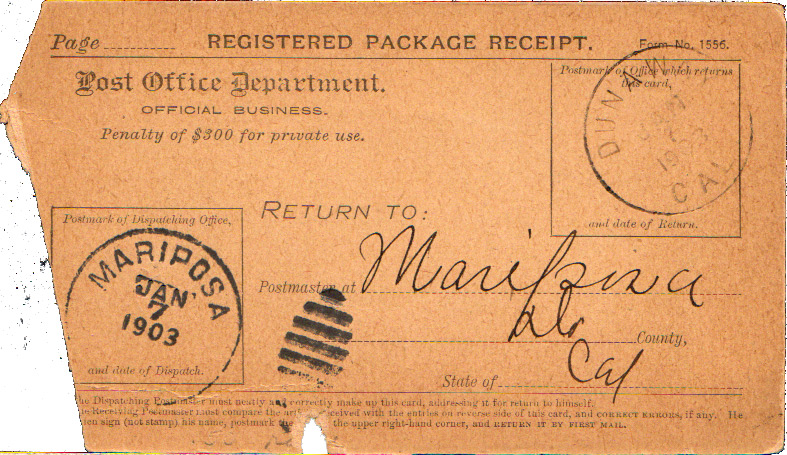 Page
REGISTERED PACKAGE RECEIPT.
Form No. 1556.
Post Office Department.
OFFICIAL BUSINESS.
Penalty of $300 for private use.
Postmark of Office which returns
this card,
DUNAW
CAL
and date of Return.
RETURN TO:
Postmark of Dispatching Office,
MARIPOSA
JAN
7
1903
and date of Dispatch.
Postmaster at Mariposa
Do County,
State of Cal
he Dispatching Postmaster must neatly and correctly make up this card, addressing it for return to himself.
Receiving Postmaster must compare the received with the entries on reverse side of this card, and CORRECT ERRORS, if any. He
sign (not stamp) his name, postmark the upper right-hand corner, and RETURN IT BY FIRST MAIL.